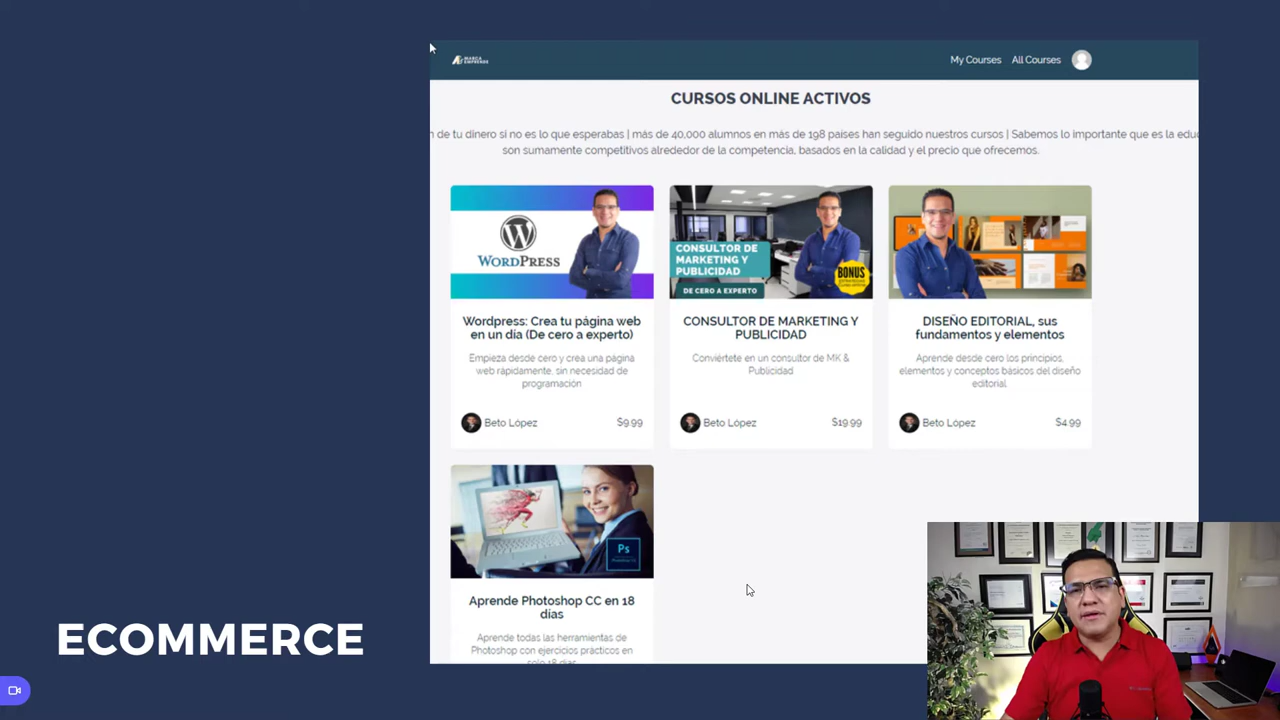 MARCA
EMPRENDE
My Courses
All Courses
CURSOS ONLINE ACTIVOS
de tu dinero si no es lo que esperabas | más de 40,000 alumnos en más de 198 países han seguido nuestros cursos | Sabemos lo importante que es la
son sumamente competitivos alrededor de la competencia, basados en la calidad y el precio que ofrecemos.
WORDPRESS
CONSULTOR DE
MARKETING Y
PUBLICIDAD
DE CERO A EXPERTO
BONUS
Wordpress: Crea tu página web
en un día (De cero a experto)
Empieza desde cero y crea una pagina
web rapidamente, sin necesidad de
programación
Beto López
$9.99
CONSULTOR DE MARKETING Y
PUBLICIDAD
Conviértete en un consultor de MK &
Publicidad
Beto López
$19.99
DISEÑO EDITORIAL, sus
fundamentos y elementos
Aprende desde cero los principios,
elementos y conceptos básicos del diseño
editorial
Beto López
$4.99
Ps
Aprende Photoshop CC en 18
días
Aprende todas las herramientas de
Photoshop con ejercicios prácticos en
solo 18 días
ECOMMERCE